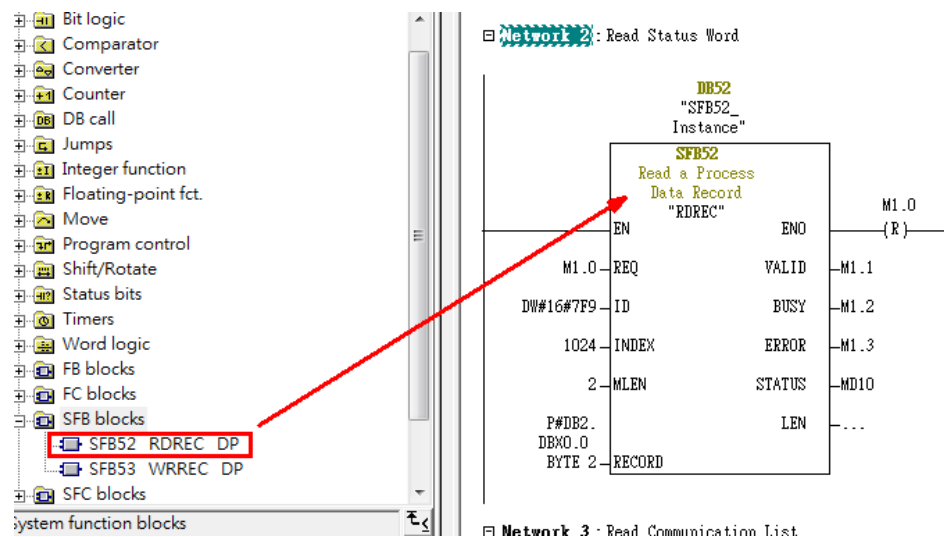 Bit logic
Comparator
Converter
Counter
DB call
Jumps
Integer function
Floating-point fct.
Move
Program control
Shift/Rotate
Status bits
Timers
Word logic
FB blocks
FC blocks
SFB blocks
SFB52 RDREC DP
SFB53 WRREC DP
SFC blocks
System function blocks
Network 2: Read Status Word
DB52
"SFB52_
Instance"
SFB52
Read a Process
Data Record
"RDREC"
M1.0
EN ENO (R)
M1.0 REQ VALID M1.1
DW#16#7F9 ID BUSY M1.2
1024 INDEX ERROR M1.3
2 MLEN STATUS MD10
P#DB2. LEN ...
DBX0.0
BYTE 2 RECORD
Network 3: Read Communication List